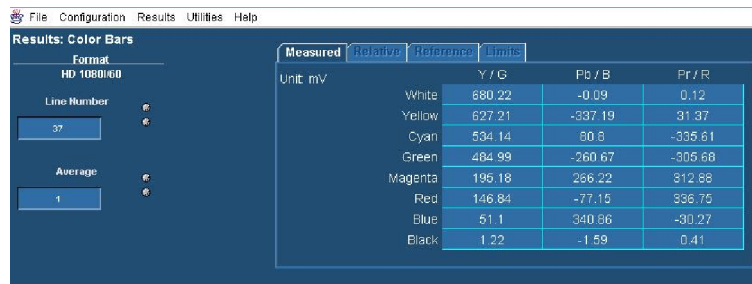 File Configuration Results Utilities Help
Results: Color Bars
Format
HD 1080I/60
Line Number
37
Average
1
Measured Relative Reference Limits
Unit: mV Y / G Pb / B Pr / R
White 680.22 -0.09 0.12
Yellow 627.21 -337.19 31.37
Cyan 534.14 80.8 -335.61
Green 484.99 -260.67 -305.68
Magenta 195.18 266.22 312.88
Red 146.84 -77.15 336.75
Blue 51.1 340.86 -30.27
Black 1.22 -1.59 0.41